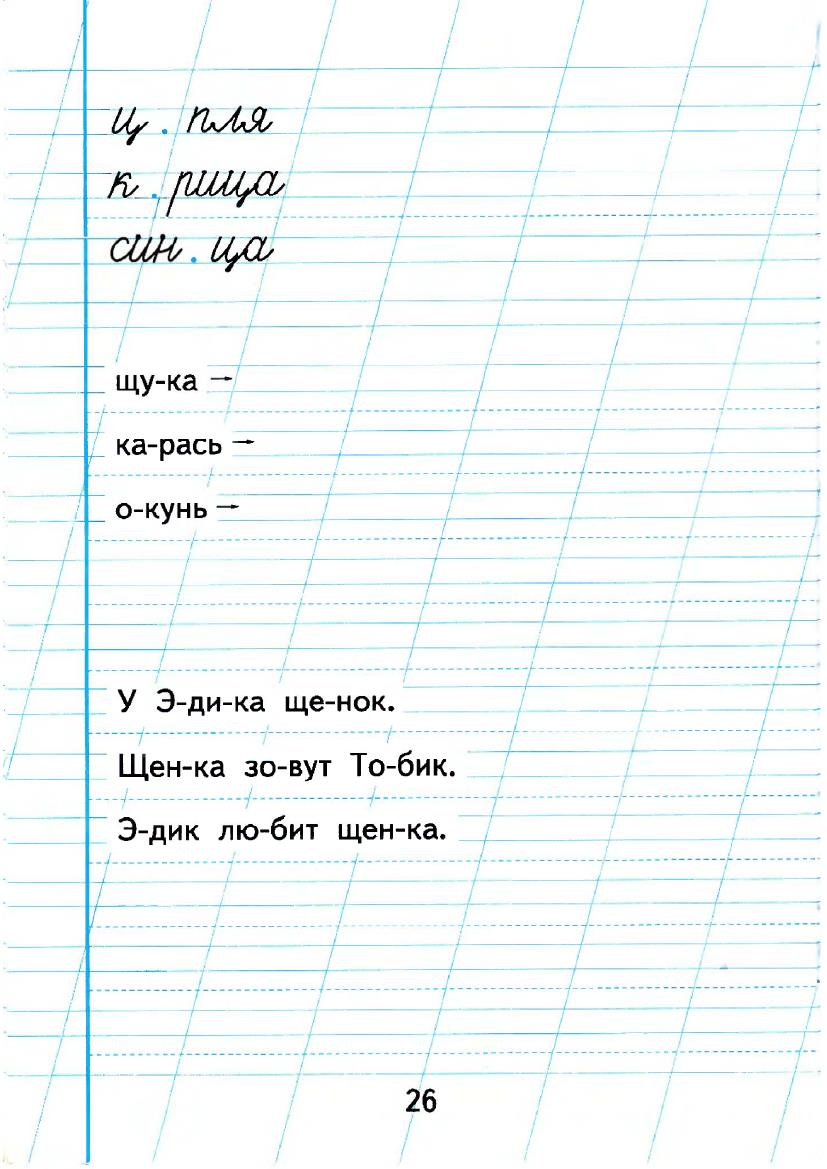 ц . пля
к . рица
син . ца
щу-ка →
ка-рась →
о-кунь →
У Э-ди-ка ще-нок.
Щен-ка зо-вут То-бик.
Э-дик лю-бит щен-ка.
26